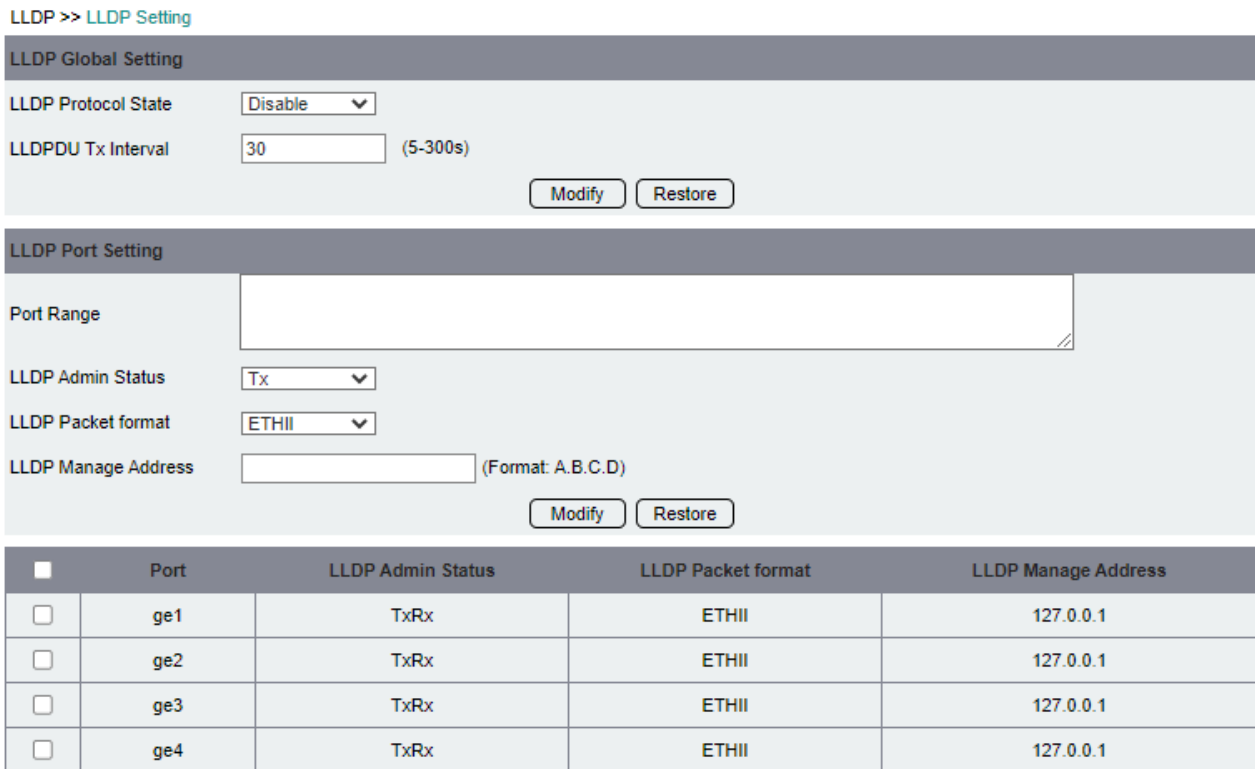 LLDP >> LLDP Setting
LLDP Global Setting
LLDP Protocol State Disable
LLDPDU Tx Interval 30 (5-300s)
Modify Restore
LLDP Port Setting
Port Range
LLDP Admin Status Tx
LLDP Packet format ETHII
LLDP Manage Address (Format: A.B.C.D)
Modify Restore
Port LLDP Admin Status LLDP Packet format LLDP Manage Address
ge1 TxRx ETHII 127.0.0.1
ge2 TxRx ETHII 127.0.0.1
ge3 TxRx ETHII 127.0.0.1
ge4 TxRx ETHII 127.0.0.1